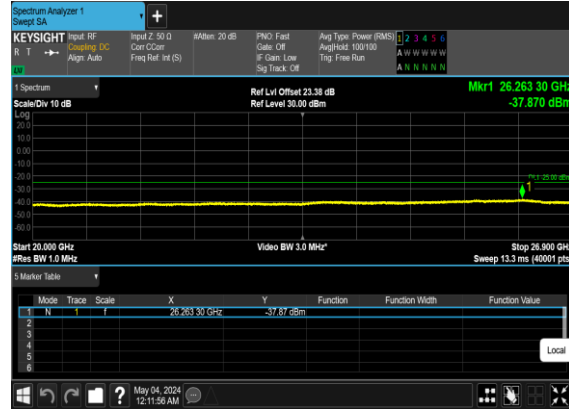 Spectrum Analyzer 1
Swept SA
+
KEYSIGHT Input: RF Input Z: 50 Ω #Atten: 20 dB PNO: Fast Avg Type: Power (RMS) 1 2 3 4 5 6
R T Coupling: DC Corr CCorr Gate: Off Avg|Hold: 100/100 A W W W W W
Align: Auto Freq Ref: Int (S) IF Gain: Low Trig: Free Run
Sig Track: Off A N N N N N
1 Spectrum Ref Lvl Offset 23.38 dB Mkr1 26.263 30 GHz
Scale/Div 10 dB Ref Level 30.00 dBm -37.870 dBm
Log
20.0
10.0
0.00
-10.0
-20.0
-30.0
-40.0
-50.0
-60.0
1
Start 20.000 GHz Video BW 3.0 MHz* Stop 26.900 GHz
#Res BW 1.0 MHz Sweep 13.3 ms (40001 pts)
5 Marker Table
Mode Trace Scale X Y Function Function Width Function Value
1 N 1 f 26.263 30 GHz -37.87 dBm
2
3
4
5
6
Local
? May 04, 2024
12:11:56 AM